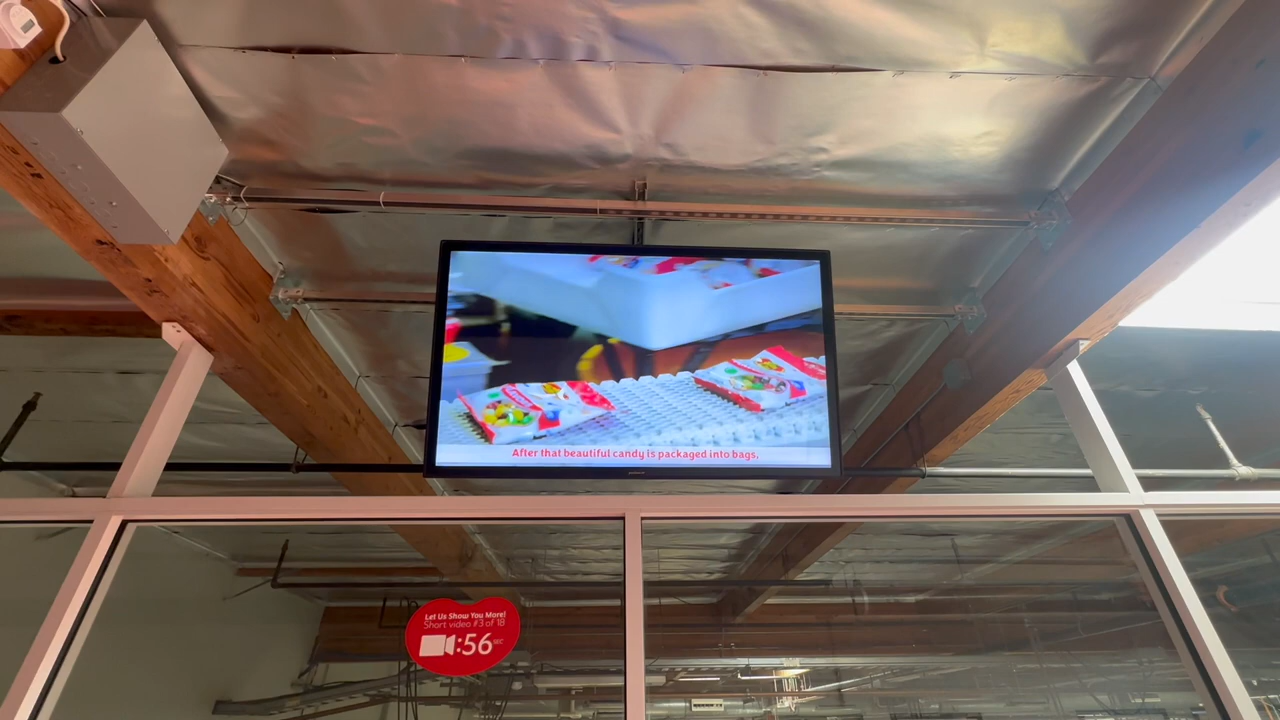 After that beautiful candy is packaged into bags,
Let Us Show You More!
Short video #3 of 18
:56 SEC